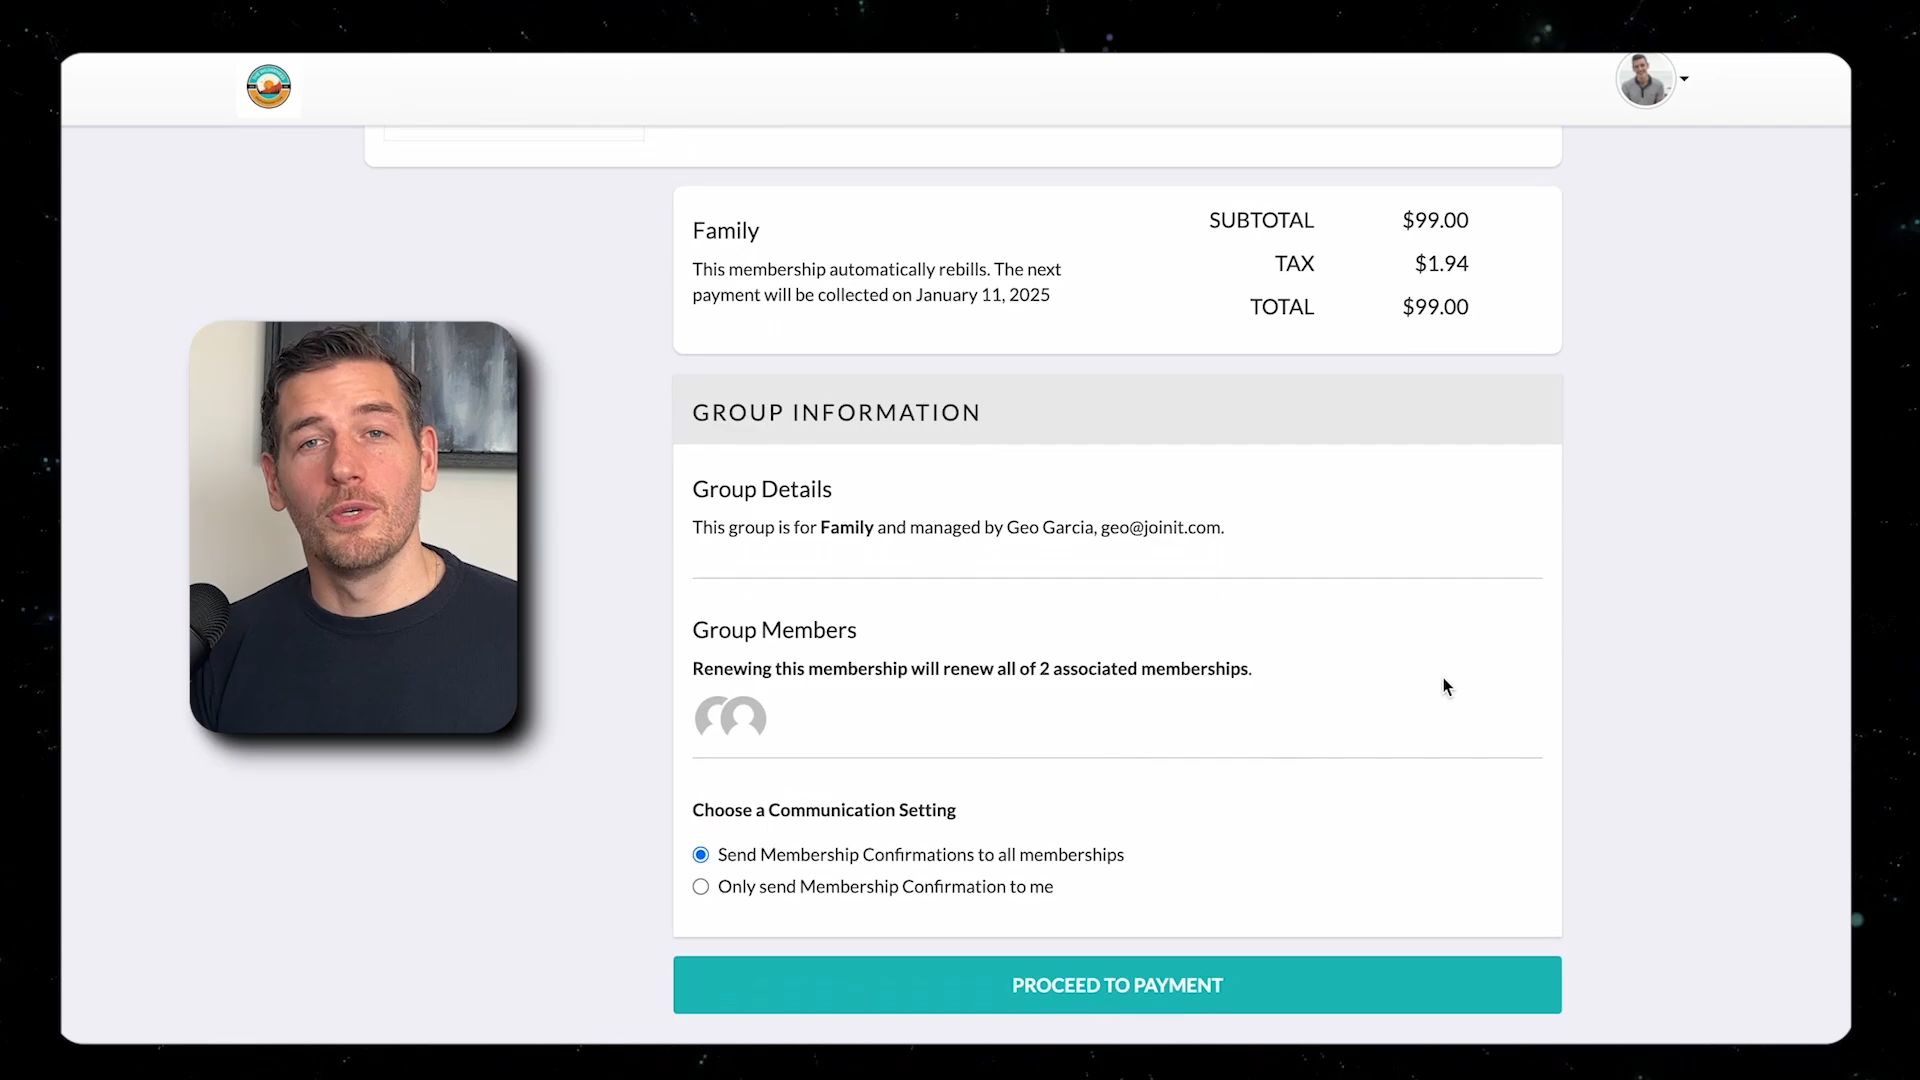 Family
This membership automatically rebills. The next
payment will be collected on January 11, 2025
SUBTOTAL $99.00
TAX $1.94
TOTAL $99.00
GROUP INFORMATION
Group Details
This group is for Family and managed by Geo Garcia, geo@joinit.com.
Group Members
Renewing this membership will renew all of 2 associated memberships.
Choose a Communication Setting
Send Membership Confirmations to all memberships
Only send Membership Confirmation to me
PROCEED TO PAYMENT